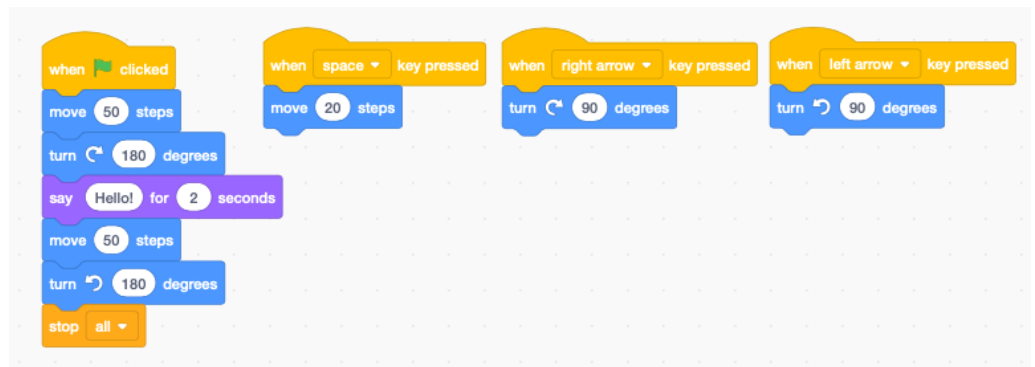 when clicked
move 50 steps
turn 180 degrees
say Hello! for 2 seconds
move 50 steps
turn 180 degrees
stop all
when space key pressed
move 20 steps
when right arrow key pressed
turn 90 degrees
when left arrow key pressed
turn 90 degrees